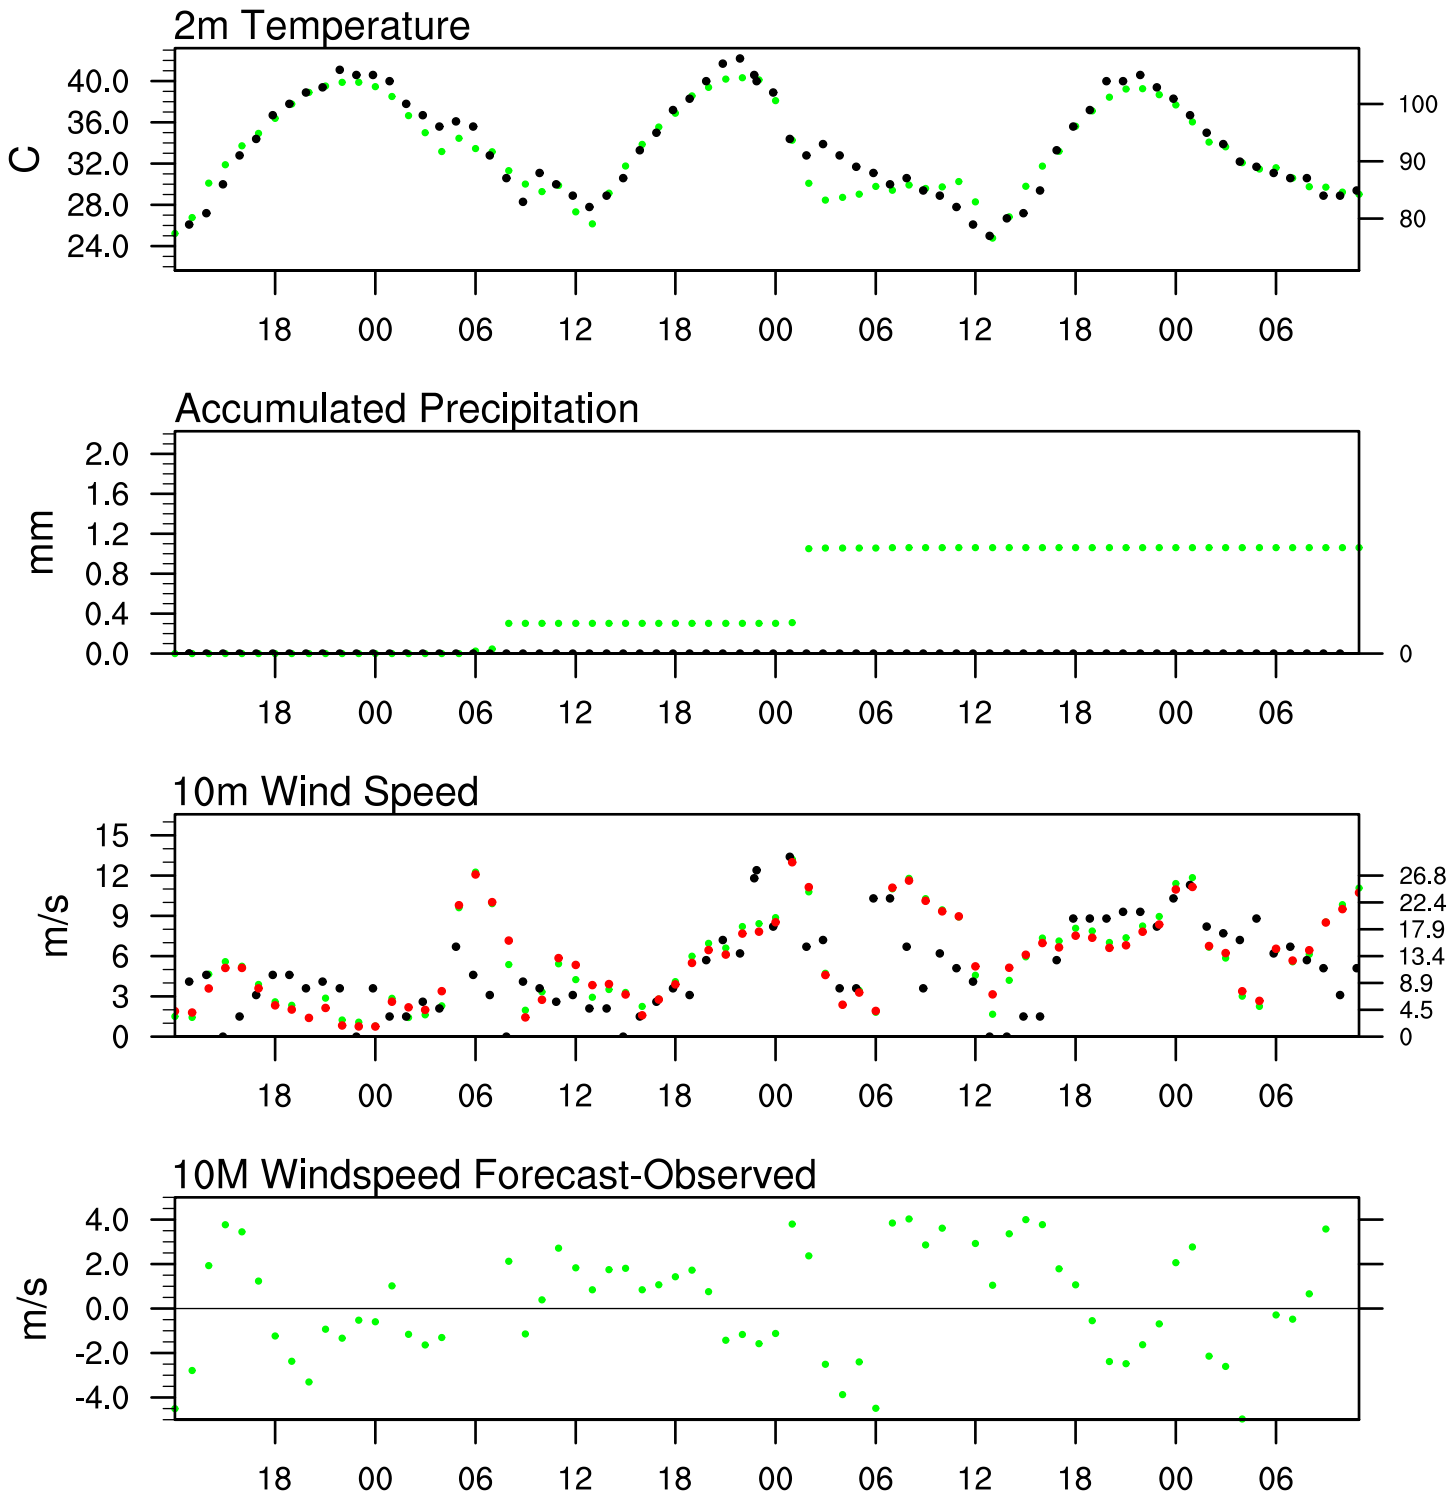 2m Temperature
C
40.0
36.0
32.0
28.0
24.0
100
90
80
18 00 06 12 18 00 06 12 18 00 06
Accumulated Precipitation
mm
2.0
1.6
1.2
0.8
0.4
0.0
0
18 00 06 12 18 00 06 12 18 00 06
10m Wind Speed
m/s
15
12
9
6
3
0
26.8
22.4
17.9
13.4
8.9
4.5
0
18 00 06 12 18 00 06 12 18 00 06
10M Windspeed Forecast-Observed
m/s
4.0
2.0
0.0
-2.0
-4.0
18 00 06 12 18 00 06 12 18 00 06